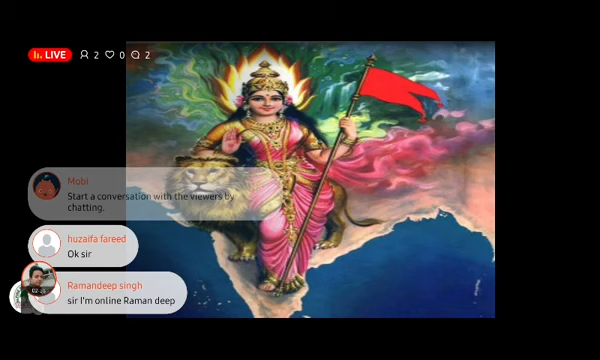 LIVE 2 0 2
Mobi
Start a conversation with the viewers by
chatting.
huzaifa fareed
Ok sir
Ramandeep singh
sir I'm online Raman deep